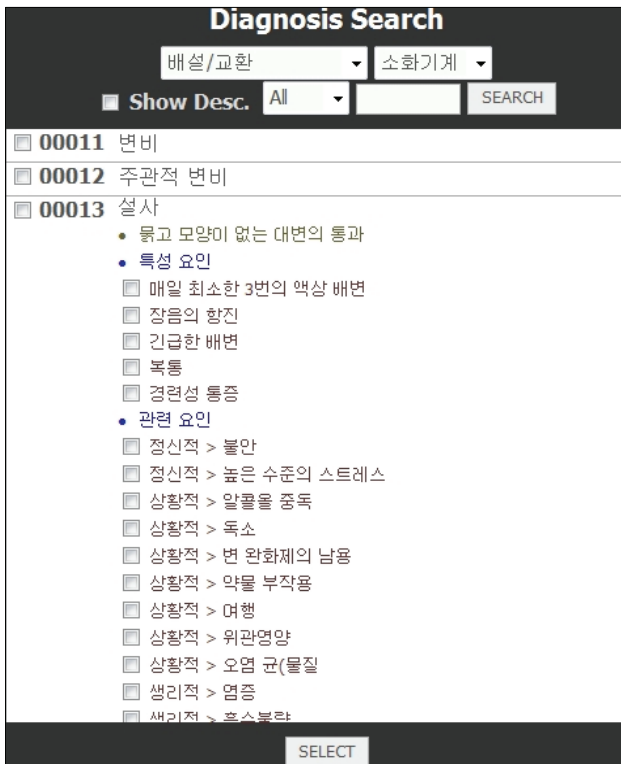 Diagnosis Search
배설/교환 소화기계
Show Desc. All SEARCH
00011 변비
00012 주관적 변비
00013 설사
• 묽고 모양이 없는 대변의 통과
• 특성 요인
매일 최소한 3번의 액상 배변
장음의 항진
긴급한 배변
복통
경련성 통증
• 관련 요인
정신적 > 불안
정신적 > 높은 수준의 스트레스
상황적 > 알콜올 중독
상황적 > 독소
상황적 > 변 완화제의 남용
상황적 > 약물 부작용
상황적 > 여행
상황적 > 위관영양
상황적 > 오염 균(물질
생리적 > 염증
생리적 > 흡수불량
SELECT